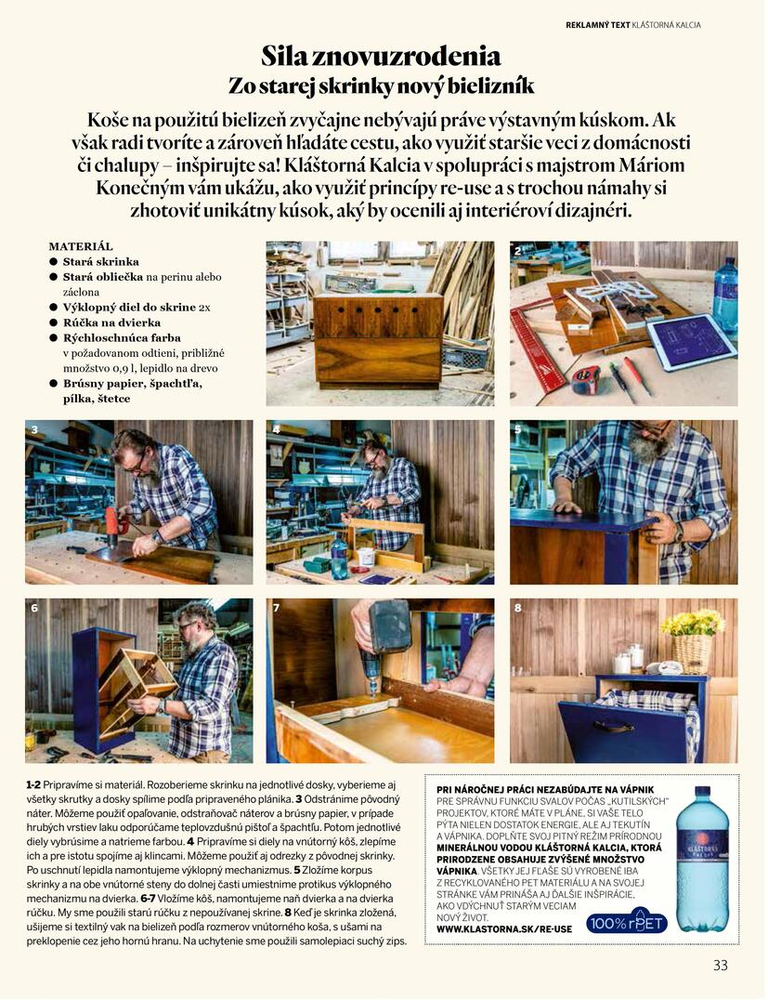 REKLAMNÝ TEXT KLÁŠTORNÁ KALCIA
Sila znovuzrodenia
Zo starej skrinky nový bielizník
Koše na použitú bielizeň zvyčajne nebývajú práve výstavným kúskom. Ak
však radi tvoríte a zároveň hľadáte cestu, ako využiť staršie veci z domácnosti
či chalupy – inšpirujte sa! Kláštorná Kalcia v spolupráci s majstrom Máriom
Konečným vám ukážu, ako využiť princípy re-use a s trochou námahy si
zhotoviť unikátny kúsok, aký by ocenili aj interiéroví dizajnéri.
MATERIÁL
● Stará skrinka
● Stará obliečka na perinu alebo
záclona
● Výklopný diel do skrine 2x
● Rúčka na dvierka
● Rýchloschnúca farba
v požadovanom odtieni, približné
množstvo 0,9 l, lepidlo na drevo
● Brúsny papier, špachtľa,
pílka, štetce
1
2
3
4
5
6
7
8
1-2 Pripravíme si materiál. Rozoberieme skrinku na jednotlivé dosky, vyberieme aj
všetky skrutky a dosky spílime podľa pripraveného plánika. 3 Odstránime pôvodný
náter. Môžeme použiť opaľovanie, odstraňovač náterov a brúsny papier, v prípade
hrubých vrstiev laku odporúčame teplovzdušnú pištoľ a špachtľu. Potom jednotlivé
diely vybrúsime a natrieme farbou. 4 Pripravíme si diely na vnútorný kôš, zlepíme
ich a pre istotu spojíme aj klincami. Môžeme použiť aj odrezky z pôvodnej skrinky.
Po uschnutí lepidla namontujeme výklopný mechanizmus. 5 Zložíme korpus
skrinky a na obe vnútorné steny do dolnej časti umiestnime protikus výklopného
mechanizmu na dvierka. 6-7 Vložíme kôš, namontujeme naň dvierka a na dvierka
rúčku. My sme použili starú rúčku z nepoužívanej skrine. 8 Keď je skrinka zložená,
ušijeme si textilný vak na bielizeň podľa rozmerov vnútorného koša, s ušami na
preklopenie cez jeho hornú hranu. Na uchytenie sme použili samolepiaci suchý zips.
PRI NÁROČNEJ PRÁCI NEZABÚDAJTE NA VÁPNIK
PRE SPRÁVNU FUNKCIU SVALOV POČAS „KUTILSKÝCH“
PROJEKTOV, KTORÉ MÁTE V PLÁNE, SI VAŠE TELO
PÝTA NIELEN DOSTATOK ENERGIE, ALE AJ TEKUTÍN
A VÁPNIKA. DOPLŇTE SVOJ PITNÝ REŽIM PRÍRODNOU
MINERÁLNOU VODOU KLÁŠTORNÁ KALCIA, KTORÁ
PRIRODZENE OBSAHUJE ZVÝŠENÉ MNOŽSTVO
VÁPNIKA. VŠETKY JEJ FĽAŠE SÚ VYROBENÉ IBA
Z RECYKLOVANÉHO PET MATERIÁLU A NA SVOJEJ
STRÁNKE VÁM PRINÁŠA AJ ĎALŠIE INŠPIRÁCIE,
AKO VDÝCHNUŤ STARÝM VECIAM
NOVÝ ŽIVOT.
WWW.KLASTORNA.SK/RE-USE
100% rPET
KLÁŠTORNÁ
KALCIA
33